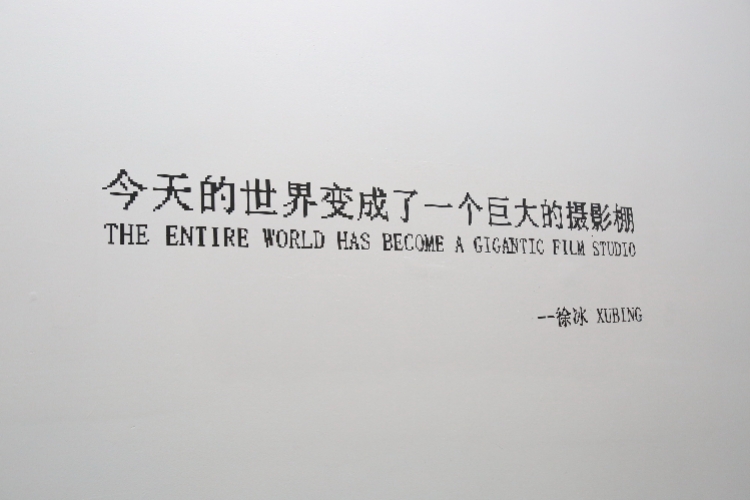 今天的世界变成了一个巨大的摄影棚
THE ENTIRE WORLD HAS BECOME A GIGANTIC FILM STUDIO
--徐冰 XUBING